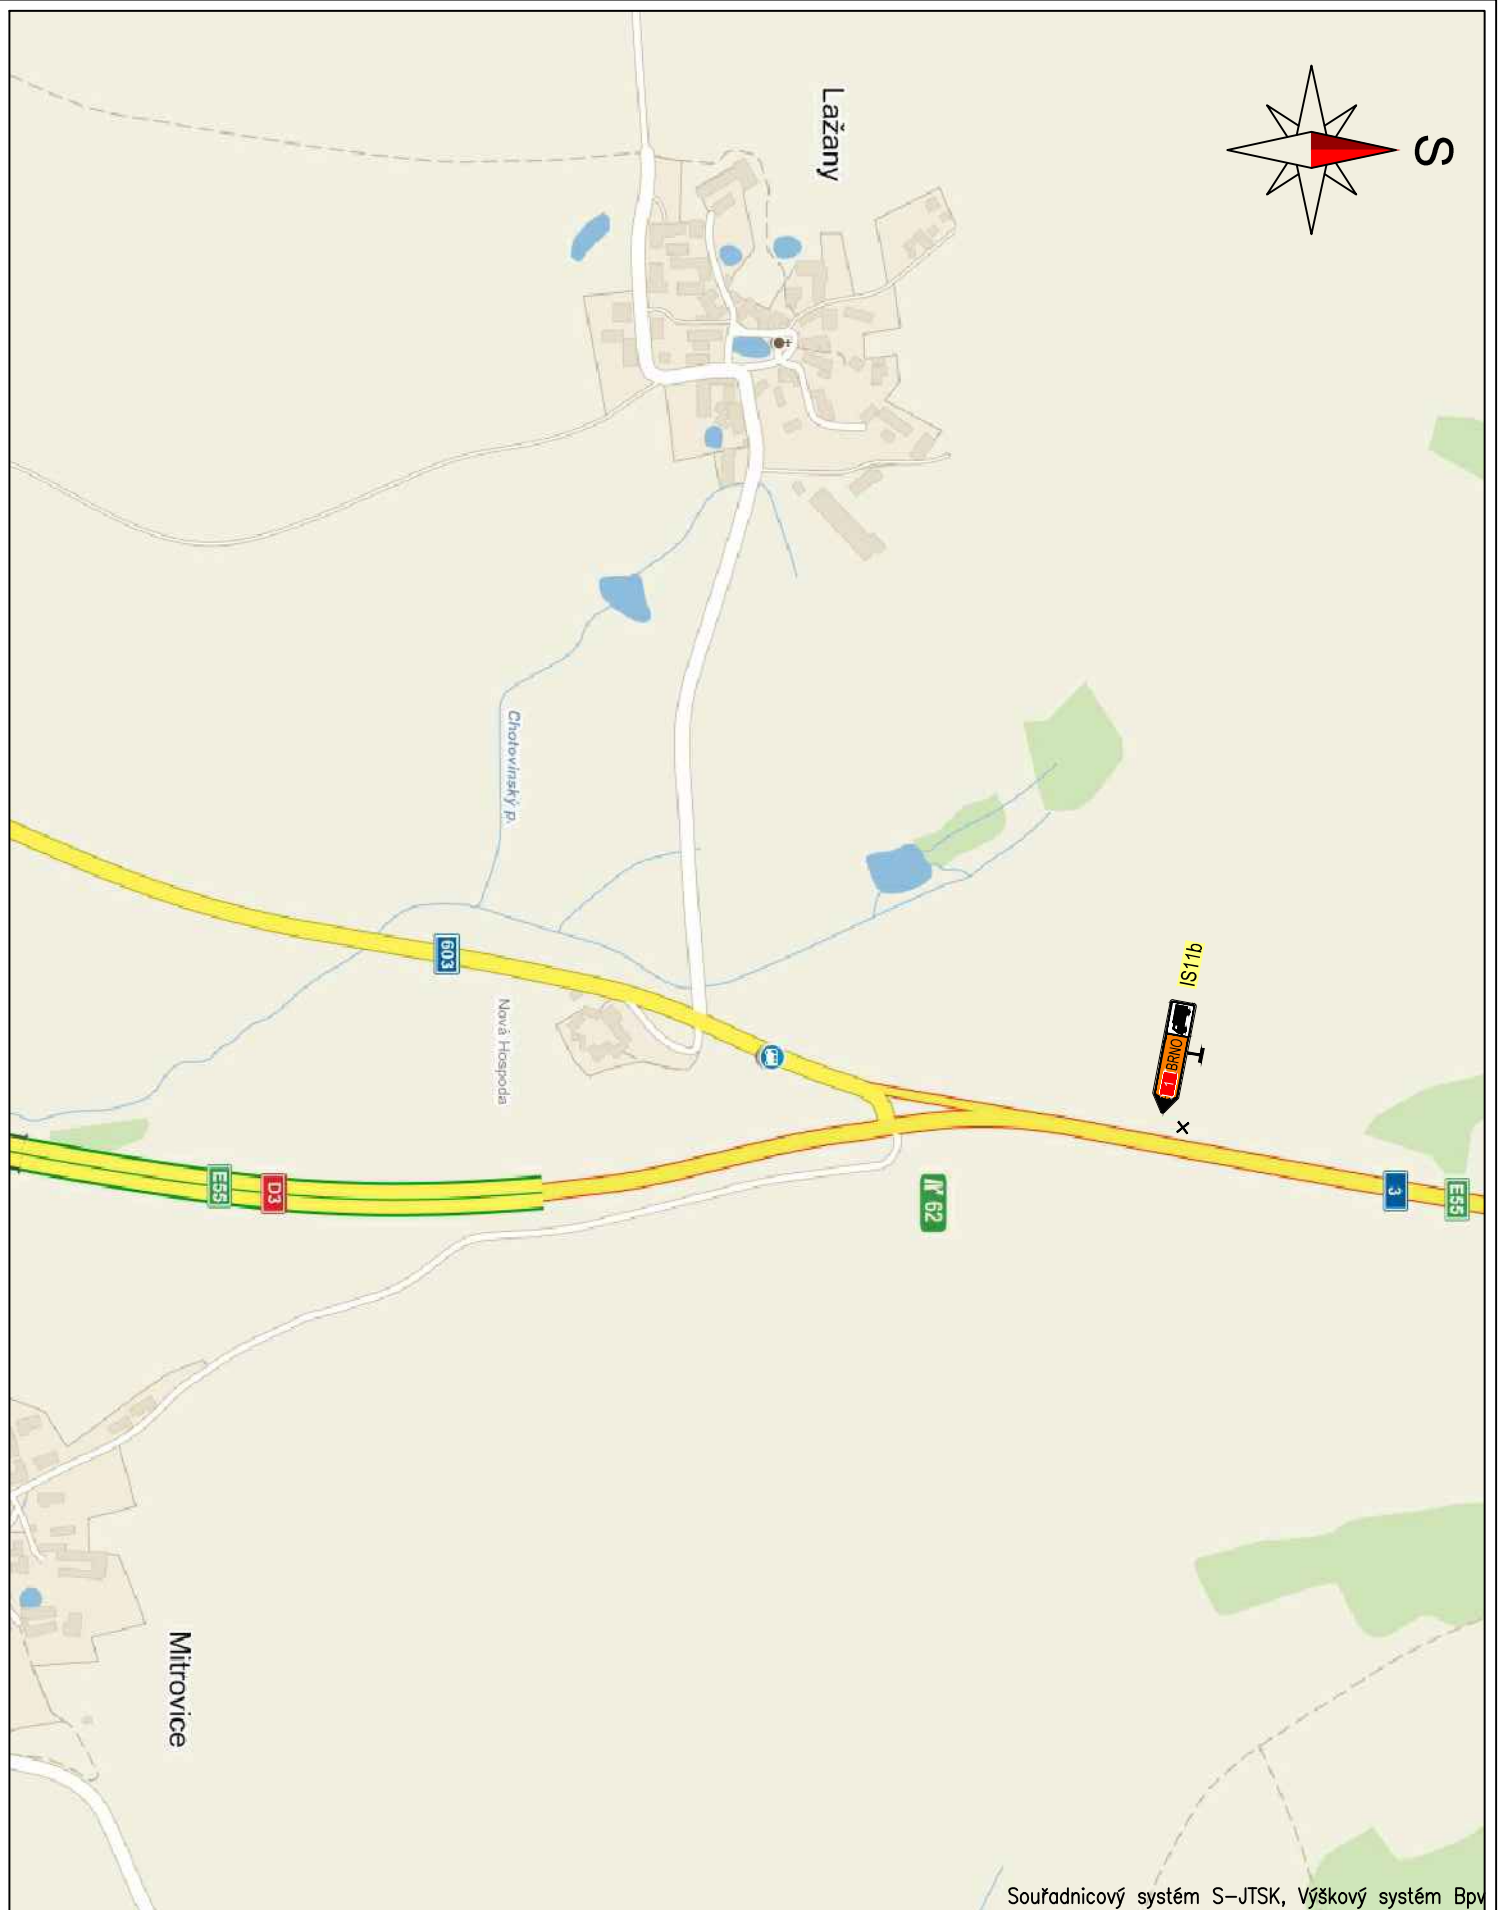 S
Lažany
Chotovinský p.
603
Nová Hospoda
IS11b
BRNO
1
62
3
E55
E55
D3
Mitrovice
Souřadnicový systém S-JTSK, Výškový systém Bpv